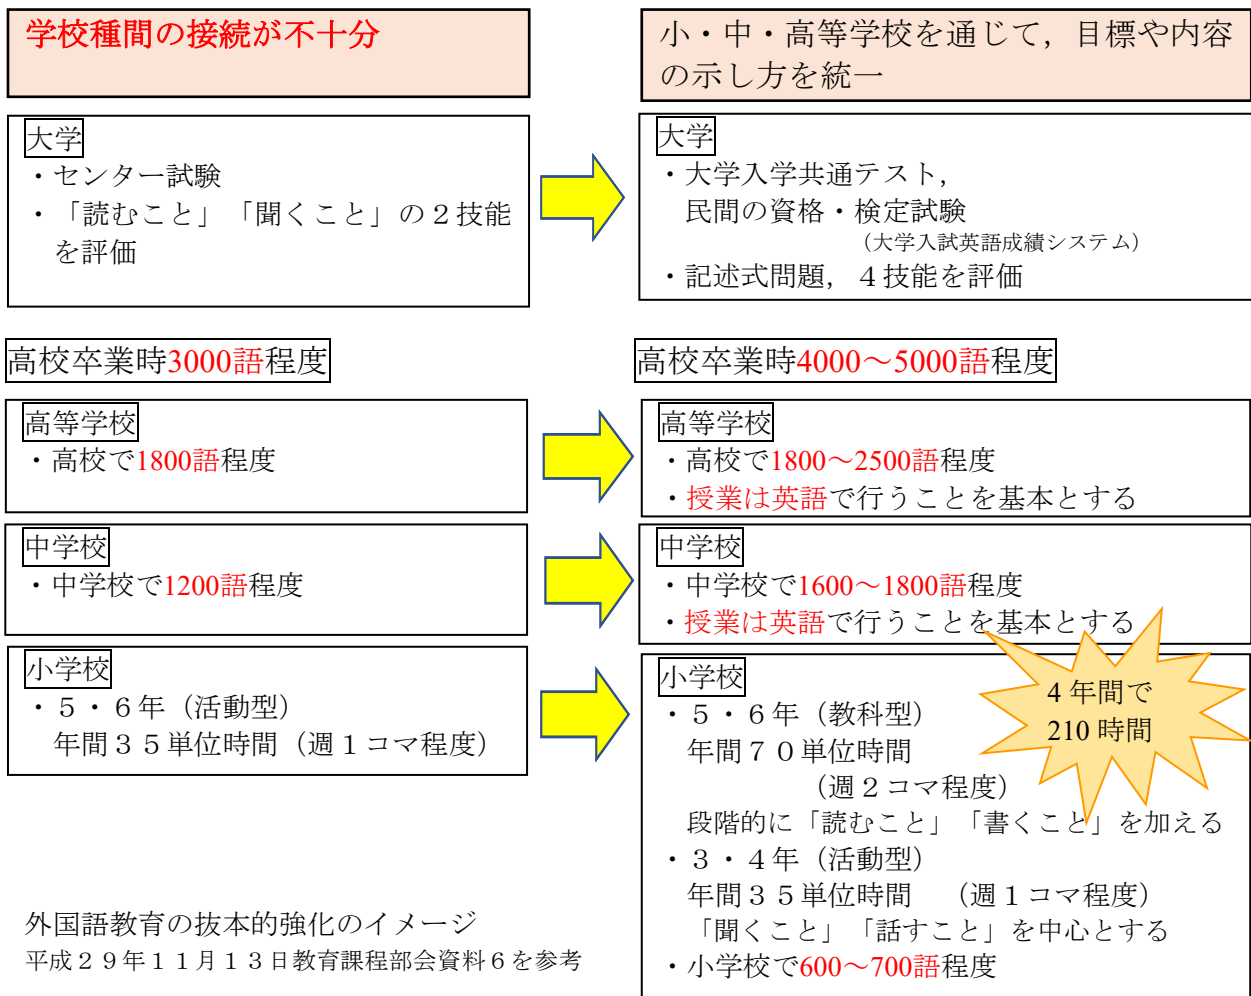 学校種間の接続が不十分
大学
・センター試験
・「読むこと」「聞くこと」の２技能
を評価
高校卒業時3000語程度
高等学校
・高校で1800語程度
中学校
・中学校で1200語程度
小学校
・５・６年（活動型）
年間３５単位時間（週１コマ程度）
外国語教育の抜本的強化のイメージ
平成２９年１１月１３日教育課程部会資料６を参考
小・中・高等学校を通じて，目標や内容
の示し方を統一
大学
・大学入学共通テスト，
民間の資格・検定試験
（大学入試英語成績システム）
・記述式問題，４技能を評価
高校卒業時4000～5000語程度
高等学校
・高校で1800～2500語程度
・授業は英語で行うことを基本とする
中学校
・中学校で1600～1800語程度
・授業は英語で行うことを基本とする
小学校
・５・６年（教科型）
年間７０単位時間
（週２コマ程度）
段階的に「読むこと」「書くこと」を加える
・３・４年（活動型）
年間３５単位時間　（週１コマ程度）
「聞くこと」「話すこと」を中心とする
・小学校で600～700語程度
4 年間で
210 時間